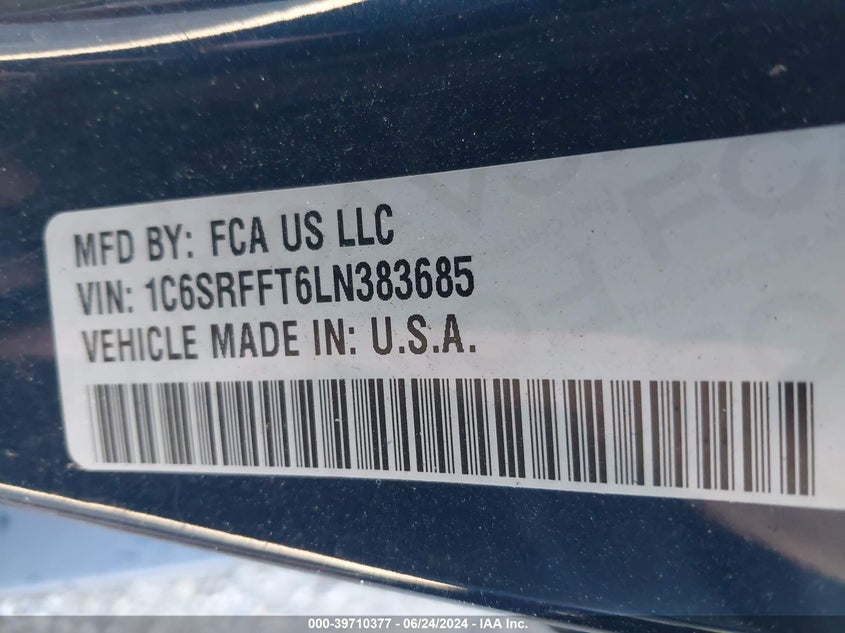 MFD BY: FCA US LLC
VIN: 1C6SRFFT6LN383685
VEHICLE MADE IN: U.S.A.
000-39710377 | 06/24/2024 - IAA Inc.